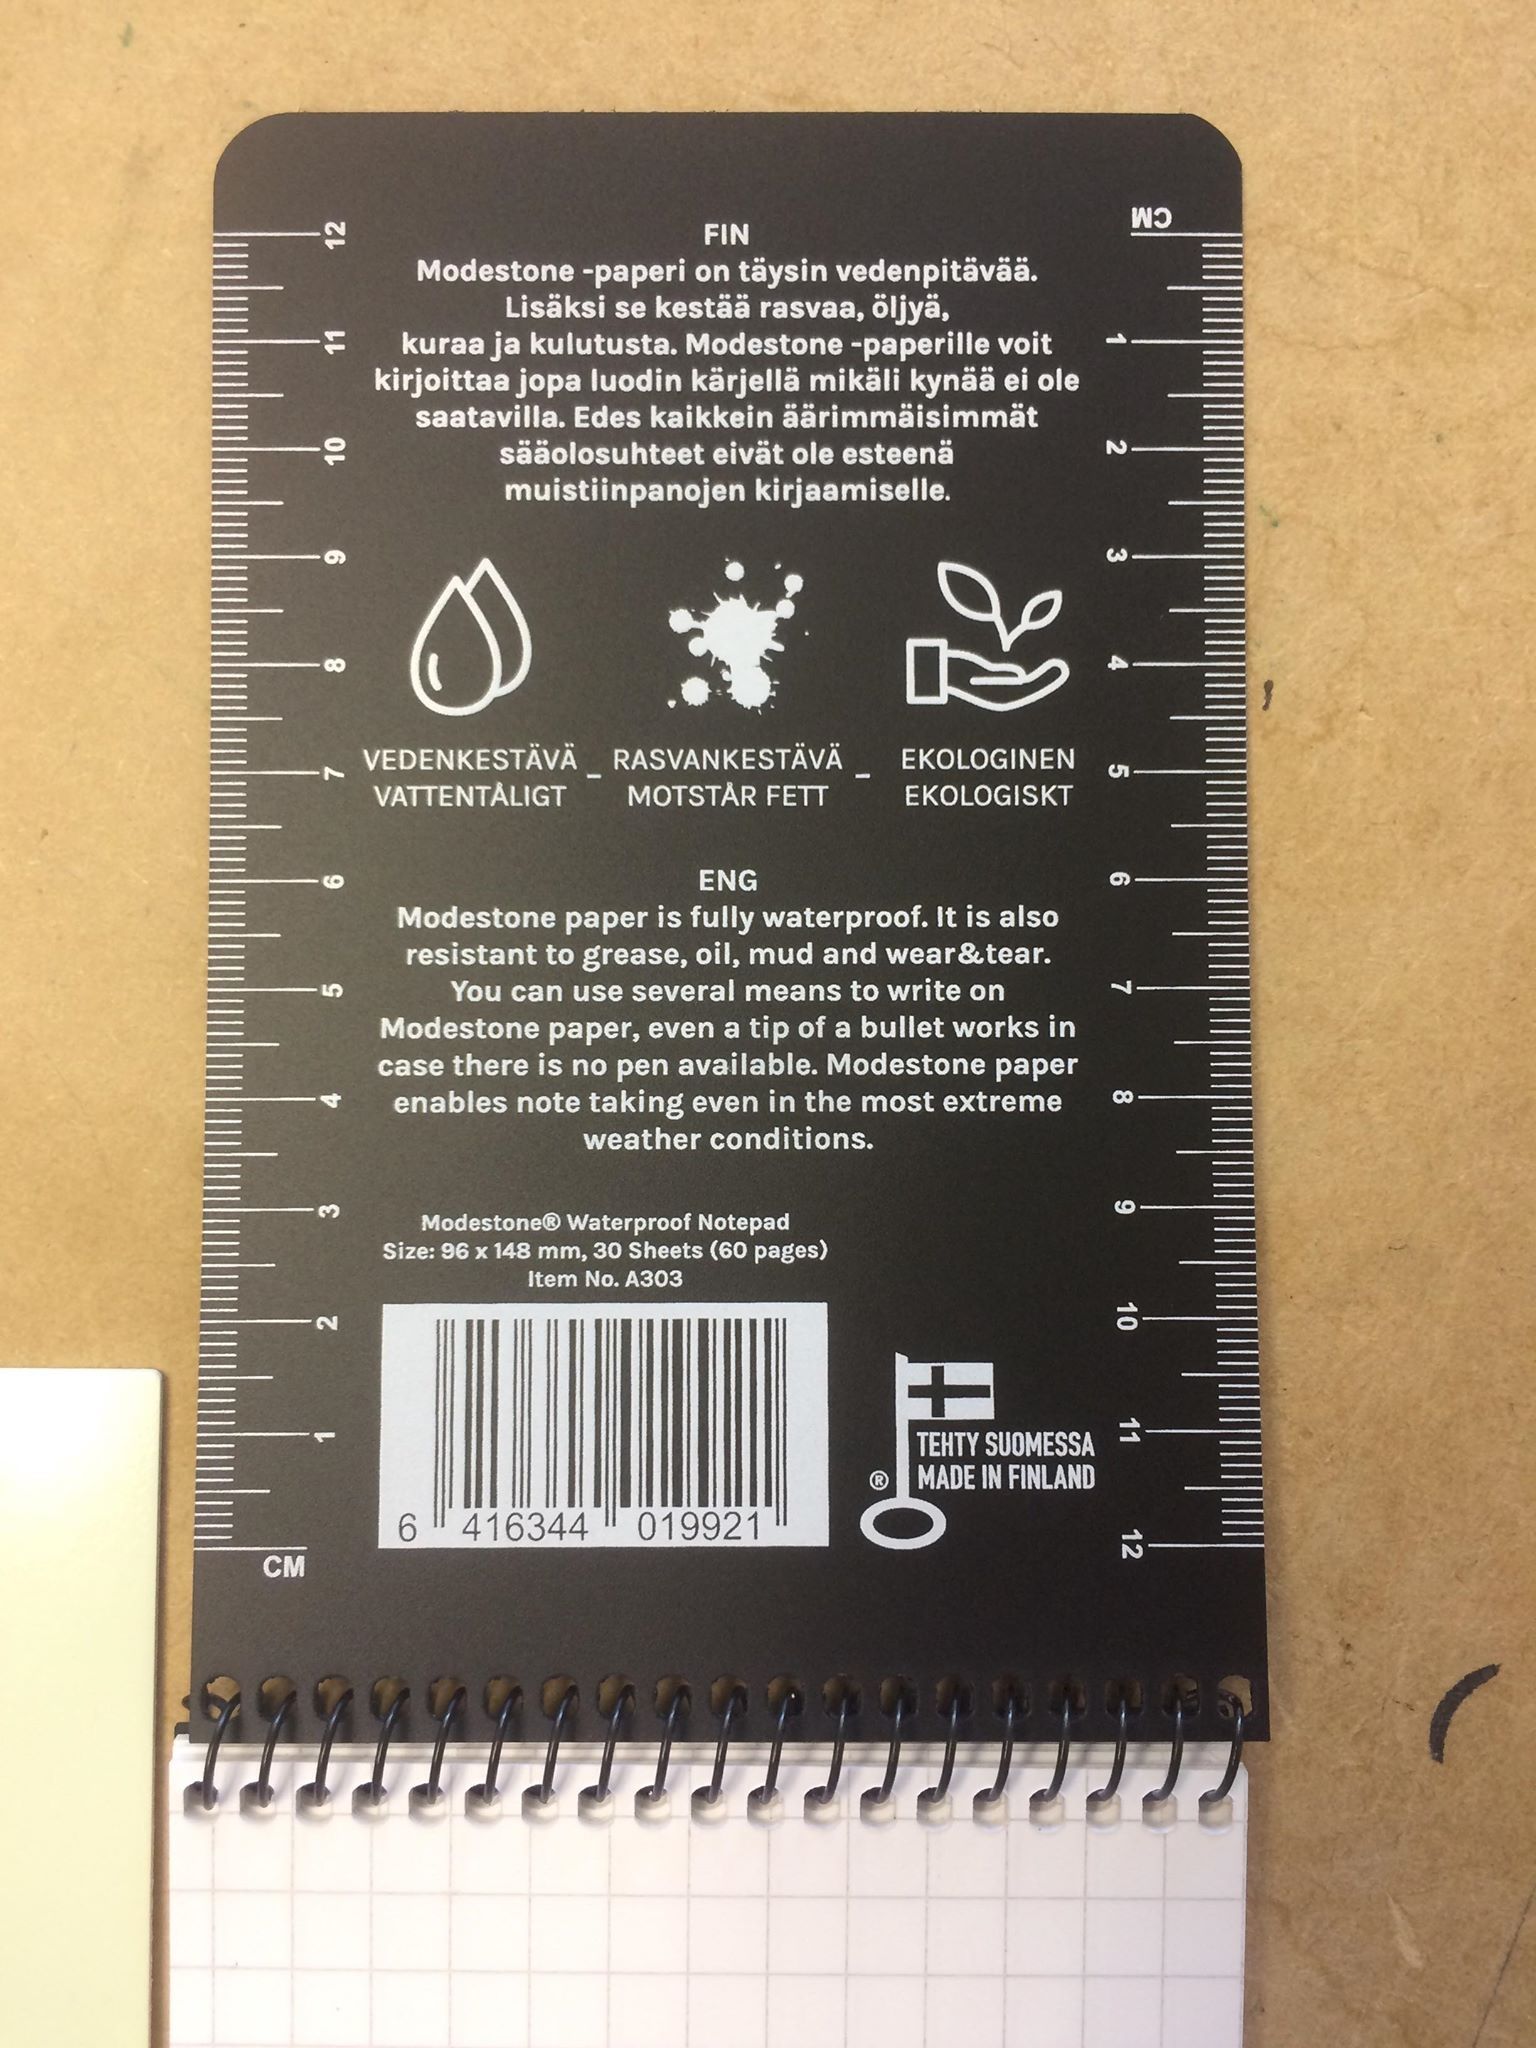 FIN
Modestone -paperi on täysin vedenpitävää.
Lisäksi se kestää rasvaa, öljyä,
kuraa ja kulutusta. Modestone -paperille voit
kirjoittaa jopa luodin kärjellä mikäli kynää ei ole
saatavilla. Edes kaikkein äärimmäisimmät
sääolosuhteet eivät ole esteenä
muistiinpanojen kirjaamiselle.
VEDENKESTÄVÄ - RASVANKESTÄVÄ - EKOLOGINEN
VATTENTÅLIGT MOTSTÅR FETT EKOLOGISKT
ENG
Modestone paper is fully waterproof. It is also
resistant to grease, oil, mud and wear&tear.
You can use several means to write on
Modestone paper, even a tip of a bullet works in
case there is no pen available. Modestone paper
enables note taking even in the most extreme
weather conditions.
Modestone® Waterproof Notepad
Size: 96 x 148 mm, 30 Sheets (60 pages)
Item No. A303
6 416344 019921
® TEHTY SUOMESSA
MADE IN FINLAND
12
11
10
9
8
7
6
5
4
3
2
1
CM
CM
1
2
3
4
5
6
7
8
9
10
11
12